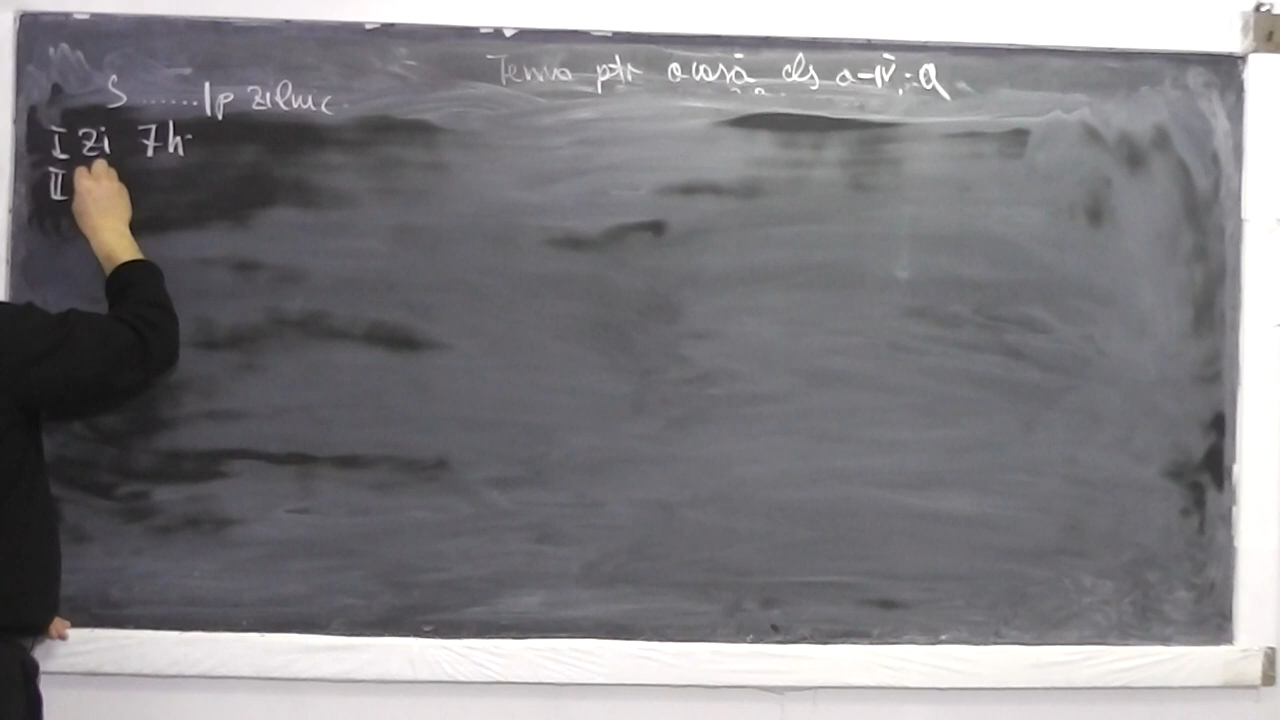 Tema ptr acasă cls a-IV;-a
S ......1p zilnic
I zi 7h
II